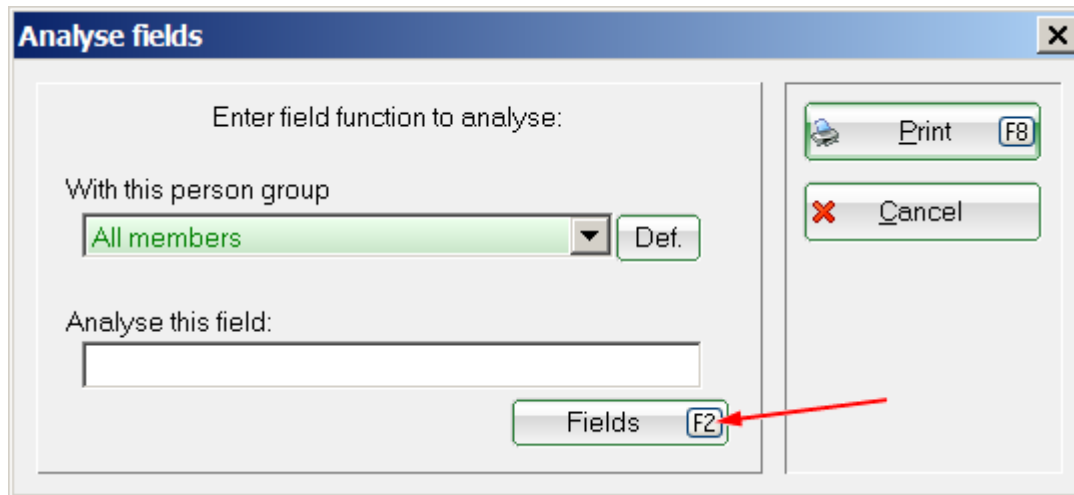 Analyse fields
Enter field function to analyse:
With this person group
All members
Def.
Analyse this field:
Fields F2
Print F8
Cancel